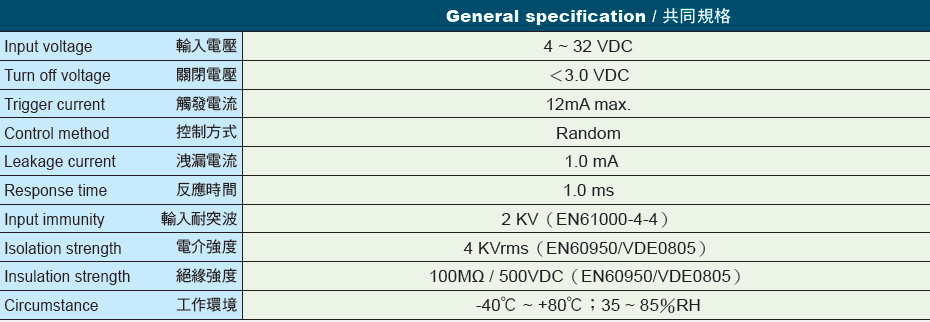 General specification / 共同規格
Input voltage 輸入電壓 4 ~ 32 VDC
Turn off voltage 關閉電壓 <3.0 VDC
Trigger current 觸發電流 12mA max.
Control method 控制方式 Random
Leakage current 洩漏電流 1.0 mA
Response time 反應時間 1.0 ms
Input immunity 輸入耐突波 2 KV（EN61000-4-4）
Isolation strength 電介強度 4 KVrms（EN60950/VDE0805）
Insulation strength 絕緣強度 100MΩ / 500VDC（EN60950/VDE0805）
Circumstance 工作環境 -40℃ ~ +80℃；35 ~ 85%RH